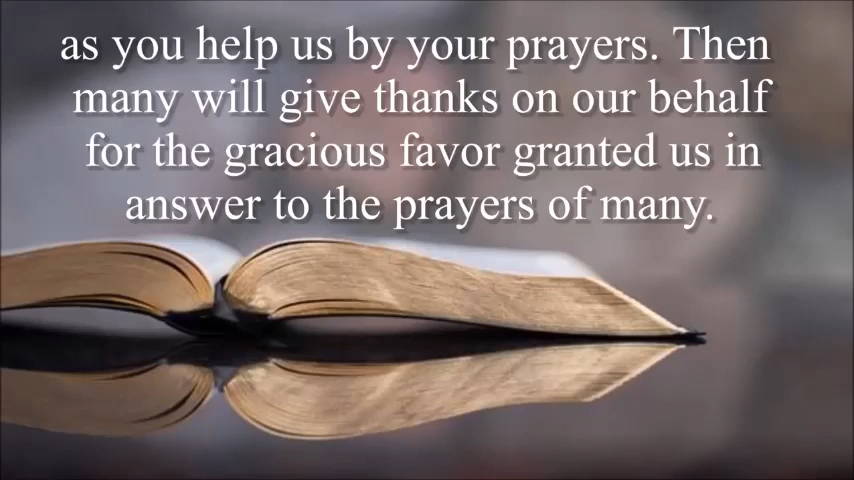 as you help us by your prayers. Then
many will give thanks on our behalf
for the gracious favor granted us in
answer to the prayers of many.